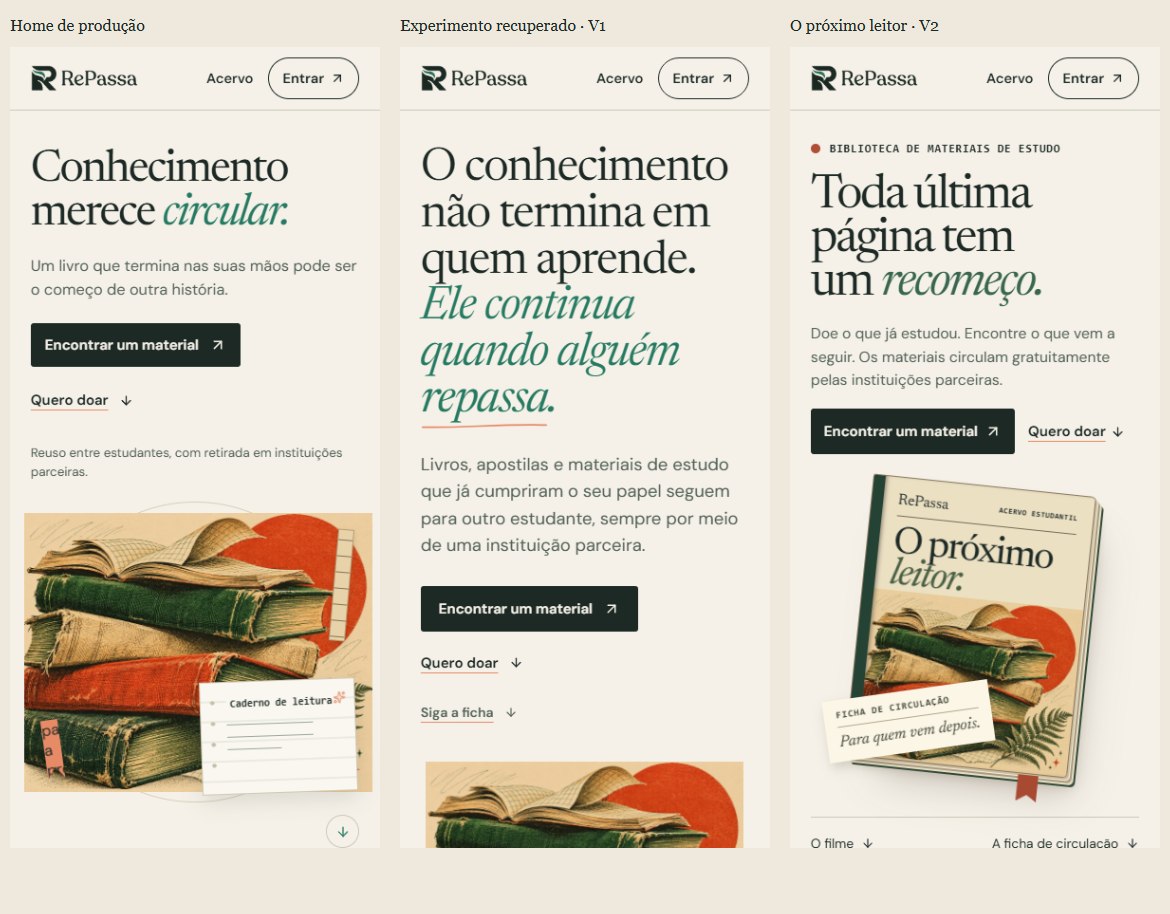 Home de produção
RePassa
Acervo
Entrar
Conhecimento
merece circular.
Um livro que termina nas suas mãos pode ser
o começo de outra história.
Encontrar um material
Quero doar
Reuso entre estudantes, com retirada em instituições
parceiras.
Caderno de leitura
pa
a
Experimento recuperado · V1
RePassa
Acervo
Entrar
O conhecimento
não termina em
quem aprende.
Ele continua
quando alguém
repassa.
Livros, apostilas e materiais de estudo
que já cumpriram o seu papel seguem
para outro estudante, sempre por meio
de uma instituição parceira.
Encontrar um material
Quero doar
Siga a ficha
O próximo leitor · V2
RePassa
Acervo
Entrar
BIBLIOTECA DE MATERIAIS DE ESTUDO
Toda última
página tem
um recomeço.
Doe o que já estudou. Encontre o que vem a
seguir. Os materiais circulam gratuitamente
pelas instituições parceiras.
Encontrar um material
Quero doar
RePassa
ACERVO ESTUDANTIL
O próximo
leitor.
FICHA DE CIRCULAÇÃO
Para quem vem depois.
O filme
A ficha de circulação